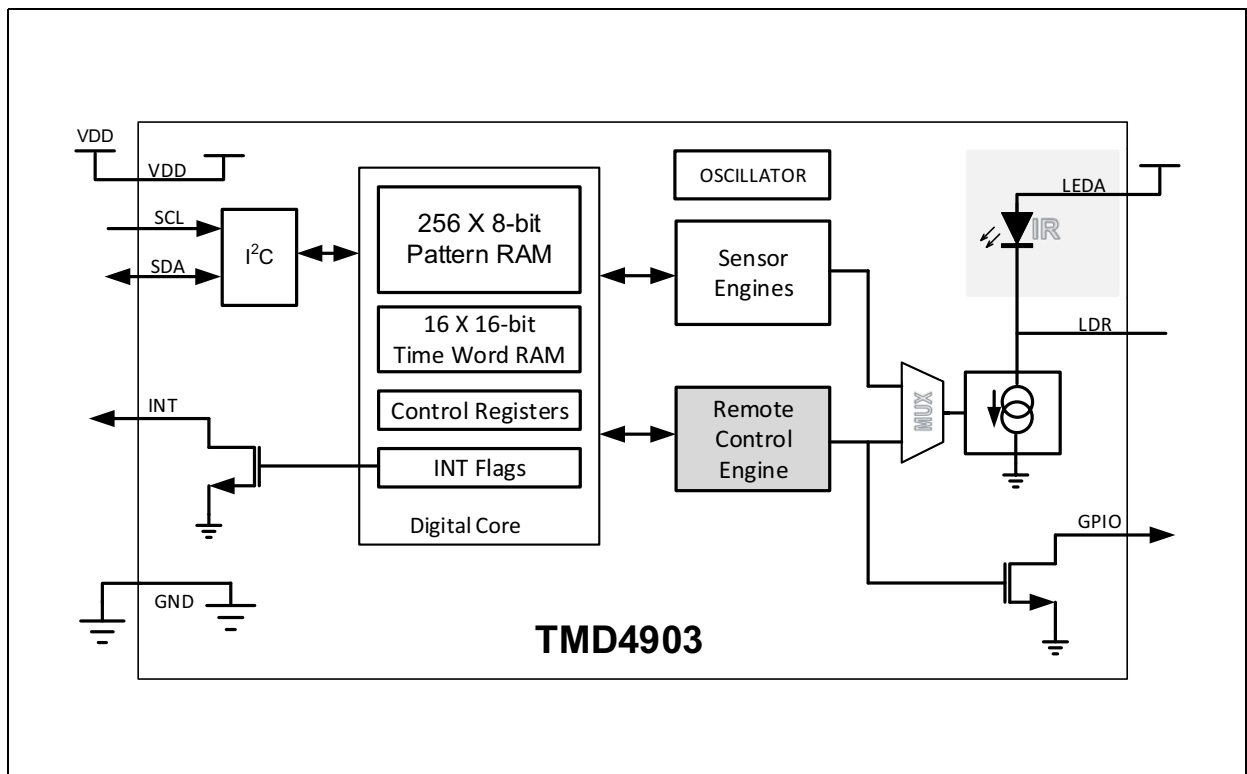 VDD
VDD
SCL
SDA
I²C
INT
GND
256 X 8-bit
Pattern RAM
16 X 16-bit
Time Word RAM
Control Registers
INT Flags
Digital Core
OSCILLATOR
Sensor
Engines
Remote
Control
Engine
MUX
LEDA
IR
LDR
GPIO
TMD4903